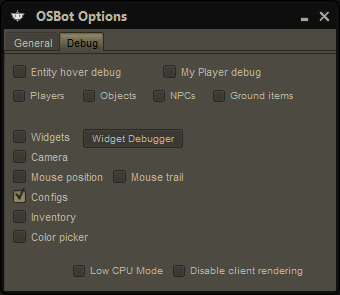 OSBot Options
General Debug
Entity hover debug My Player debug
Players Objects NPCs Ground items
Widgets Widget Debugger
Camera
Mouse position Mouse trail
Configs
Inventory
Color picker
Low CPU Mode Disable client rendering